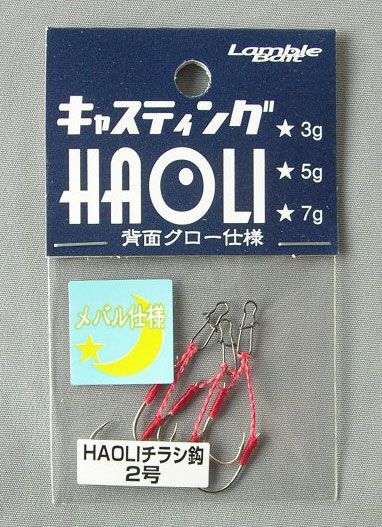 Lamble
Bait
キャスティング
HAOLI
★3g
★5g
★7g
背面グロー仕様
メバル仕様
HAOLIチラシ鈎
2号